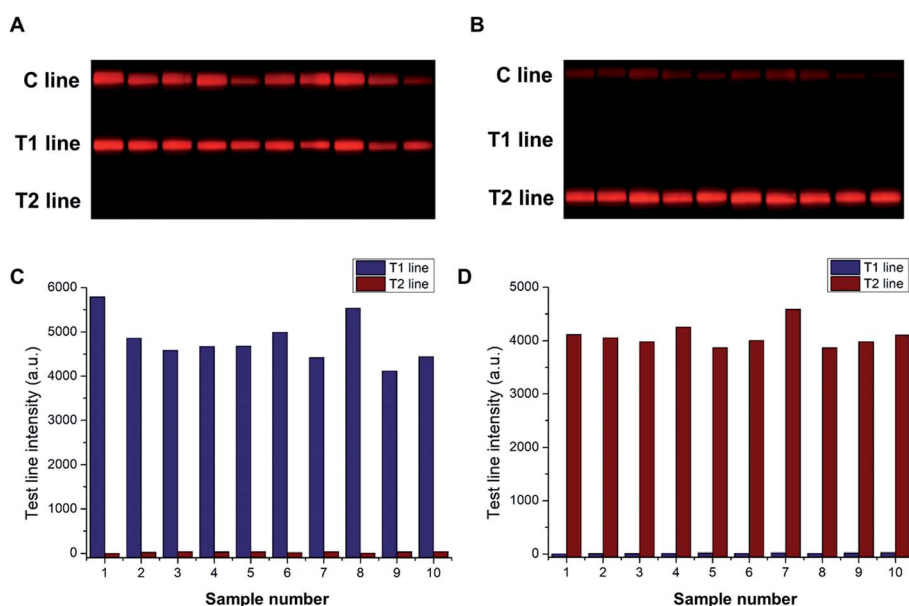 A
C line
T1 line
T2 line
B
C line
T1 line
T2 line
C
T1 line
T2 line
6000
5000
4000
3000
2000
1000
0
Test line intensity (a.u.)
1 2 3 4 5 6 7 8 9 10
Sample number
D
T1 line
T2 line
5000
4000
3000
2000
1000
0
Test line intensity (a.u.)
1 2 3 4 5 6 7 8 9 10
Sample number